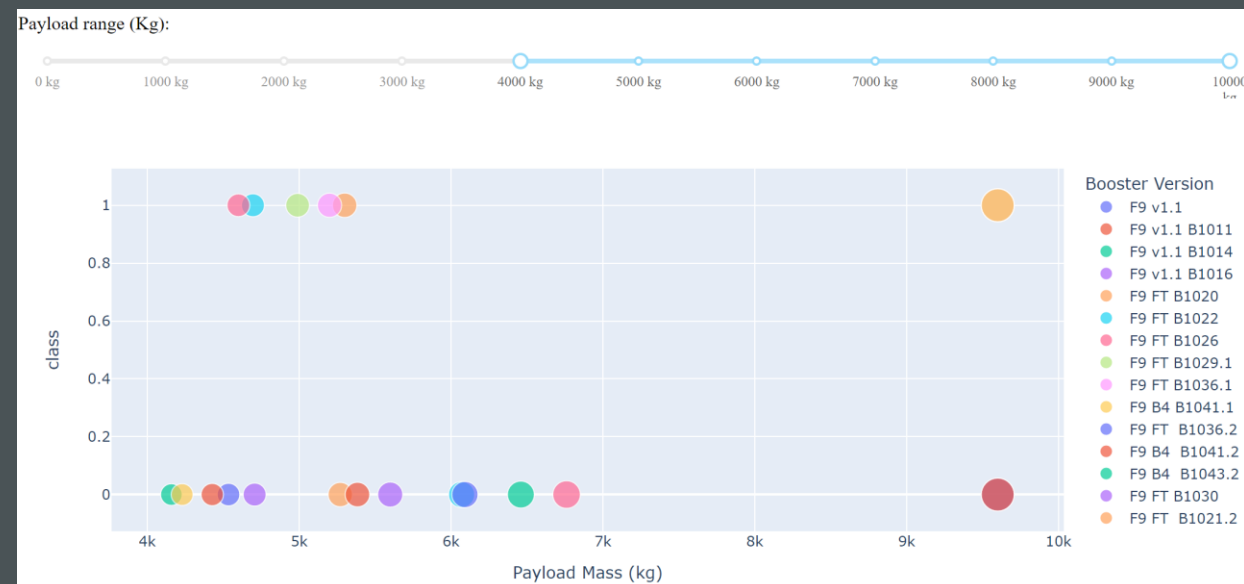 Payload range (Kg):
0 kg 1000 kg 2000 kg 3000 kg 4000 kg 5000 kg 6000 kg 7000 kg 8000 kg 9000 kg 10000
Booster Version
F9 v1.1
F9 v1.1 B1011
F9 v1.1 B1014
F9 v1.1 B1016
F9 FT B1020
F9 FT B1022
F9 FT B1026
F9 FT B1029.1
F9 FT B1036.1
F9 B4 B1041.1
F9 FT  B1036.2
F9 B4  B1041.2
F9 B4  B1043.2
F9 FT B1030
F9 FT  B1021.2
1
0.8
0.6
0.4
0.2
0
class
4k 5k 6k 7k 8k 9k 10k
Payload Mass (kg)